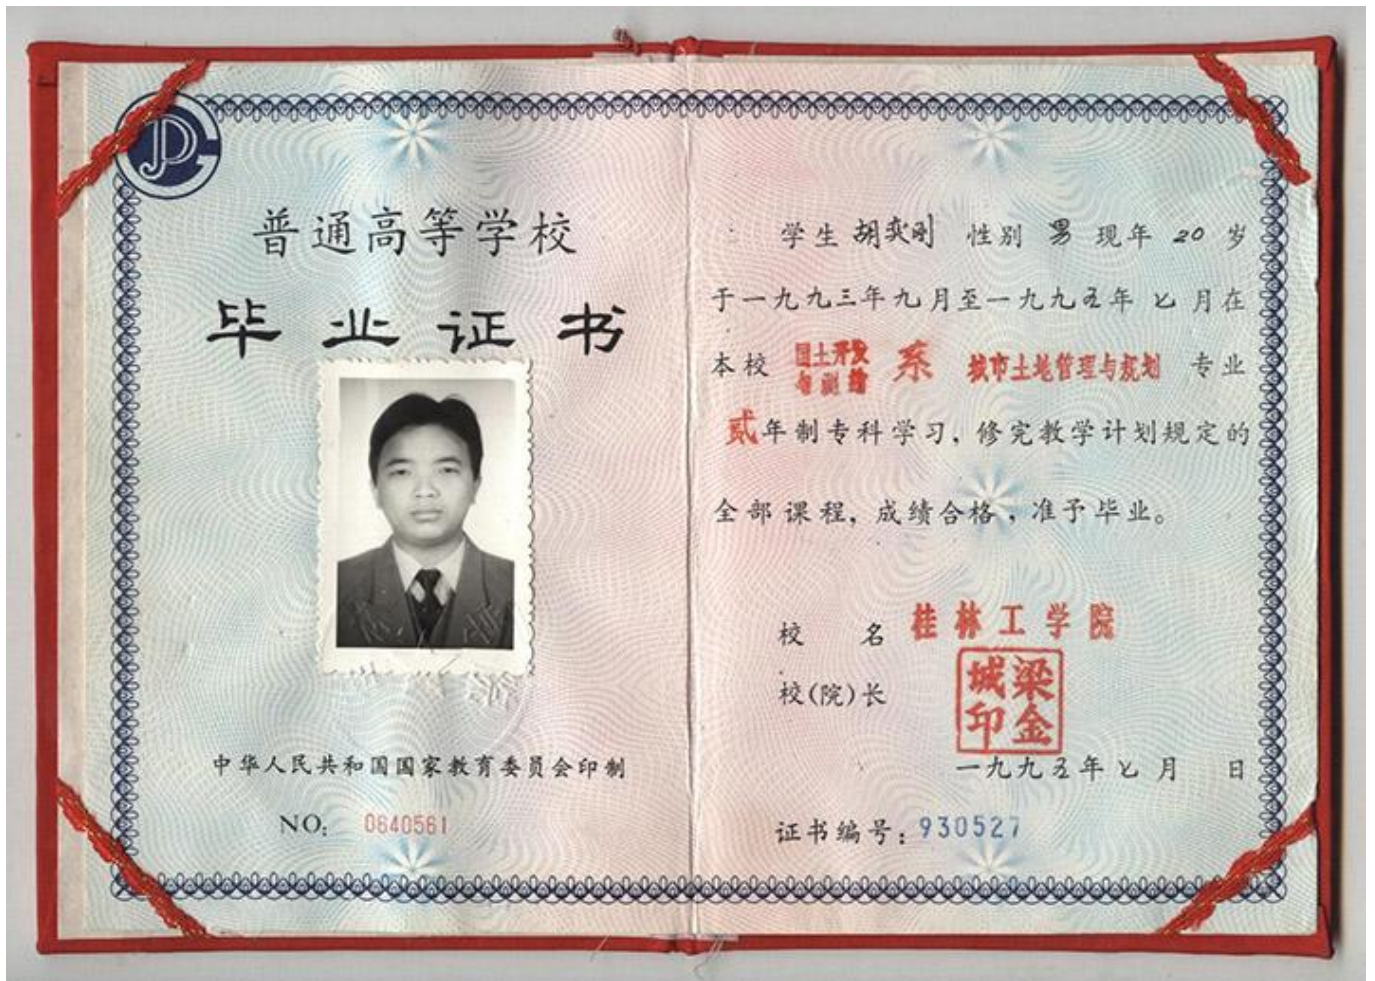 普通高等学校
毕业证书
中华人民共和国国家教育委员会印制
NO: 0640561
学生 胡奕刚 性别 男 现年 20 岁
于一九九三年九月至一九九五年七月在
本校 国土开发与测绘 系 城市土地管理与规划 专业
贰年制专科学习，修完教学计划规定的
全部课程，成绩合格，准予毕业。
校 名 桂林工学院
校(院)长 梁金城印
一九九五年七月 日
证书编号：930527